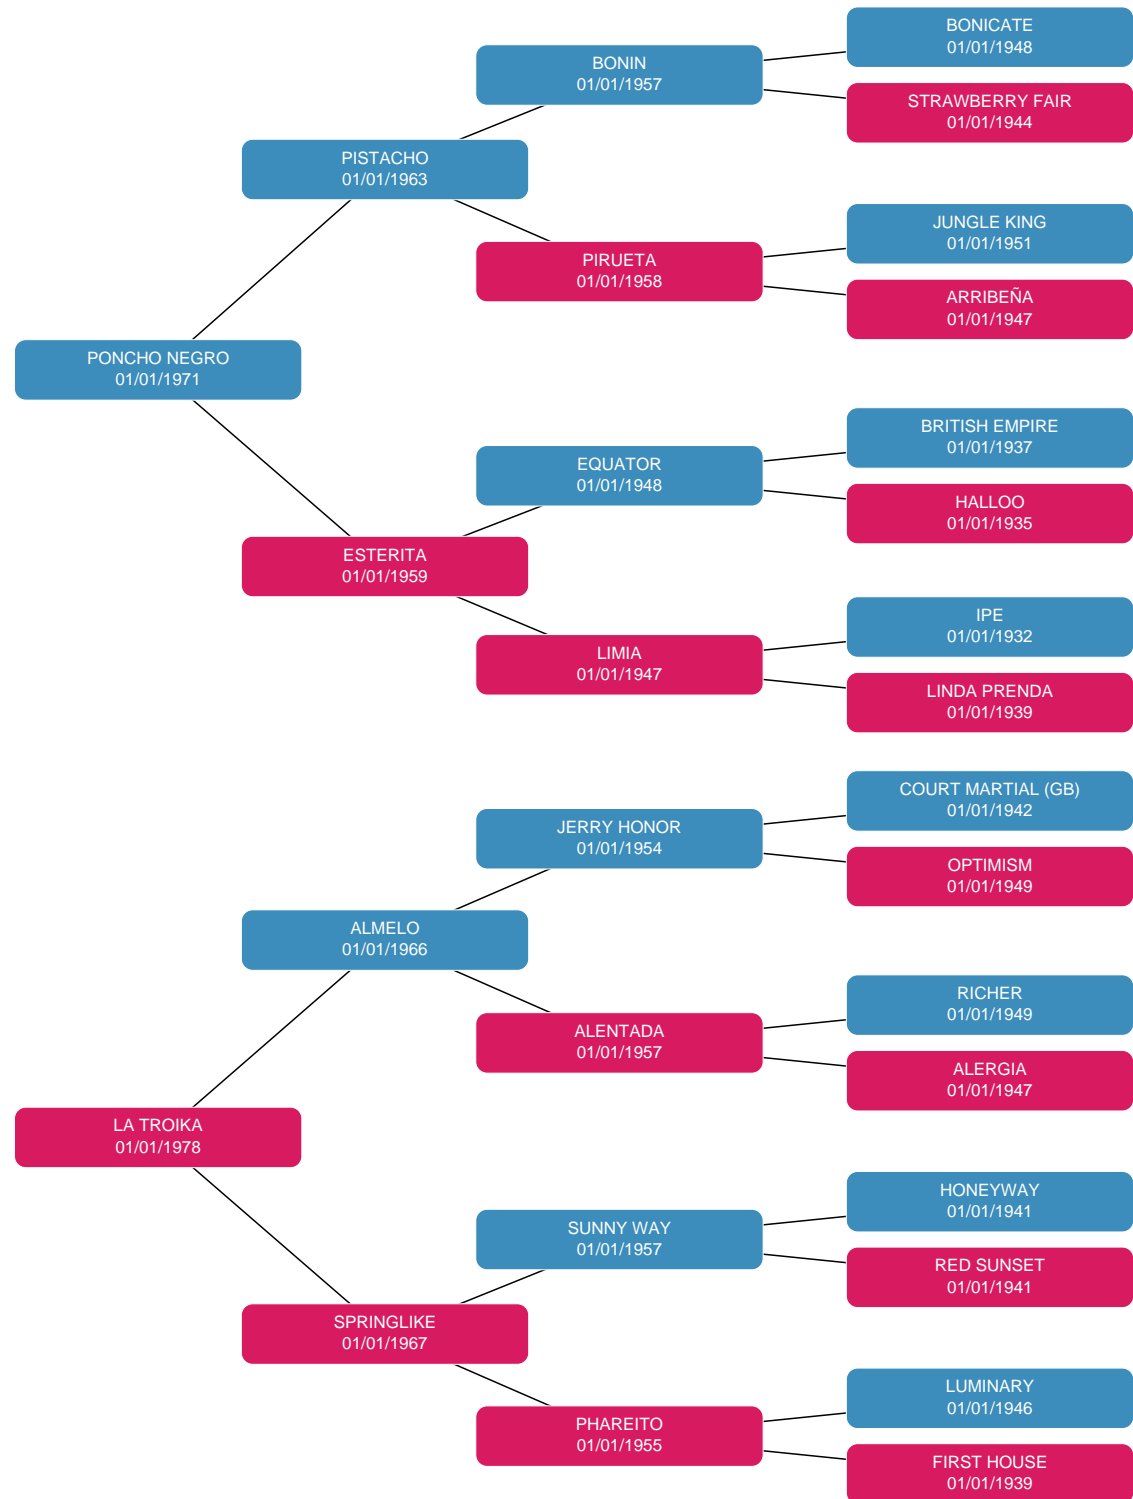 BONICATE
01/01/1948
BONIN
01/01/1957
STRAWBERRY FAIR
01/01/1944
PISTACHO
01/01/1963
JUNGLE KING
01/01/1951
PIRUETA
01/01/1958
ARRIBEÑA
01/01/1947
PONCHO NEGRO
01/01/1971
BRITISH EMPIRE
01/01/1937
EQUATOR
01/01/1948
HALLOO
01/01/1935
ESTERITA
01/01/1959
IPE
01/01/1932
LIMIA
01/01/1947
LINDA PRENDA
01/01/1939
COURT MARTIAL (GB)
01/01/1942
JERRY HONOR
01/01/1954
OPTIMISM
01/01/1949
ALMELO
01/01/1966
RICHER
01/01/1949
ALENTADA
01/01/1957
ALERGIA
01/01/1947
LA TROIKA
01/01/1978
HONEYWAY
01/01/1941
SUNNY WAY
01/01/1957
RED SUNSET
01/01/1941
SPRINGLIKE
01/01/1967
LUMINARY
01/01/1946
PHAREITO
01/01/1955
FIRST HOUSE
01/01/1939